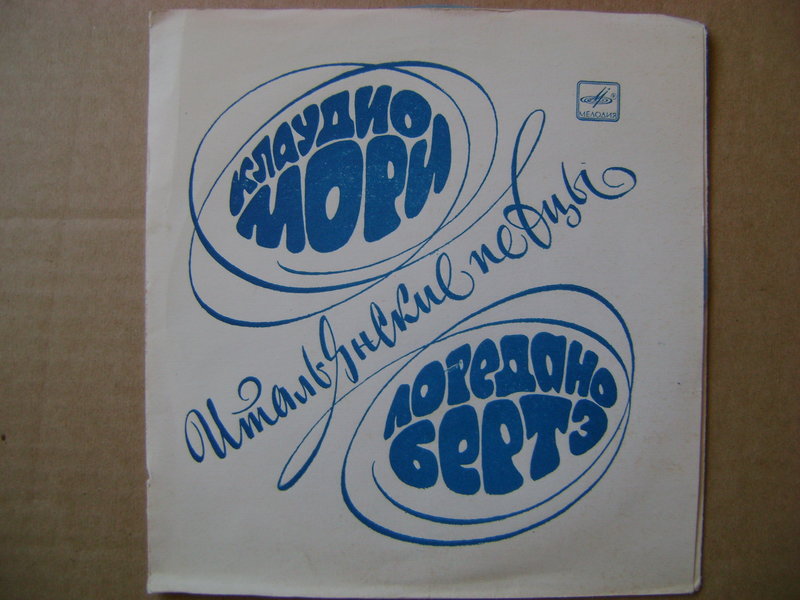 КЛАУДИО
МОРИ
МЕЛОДИЯ
Итальянские певцы
ЛОРЕДАНО
БЕРТЭ